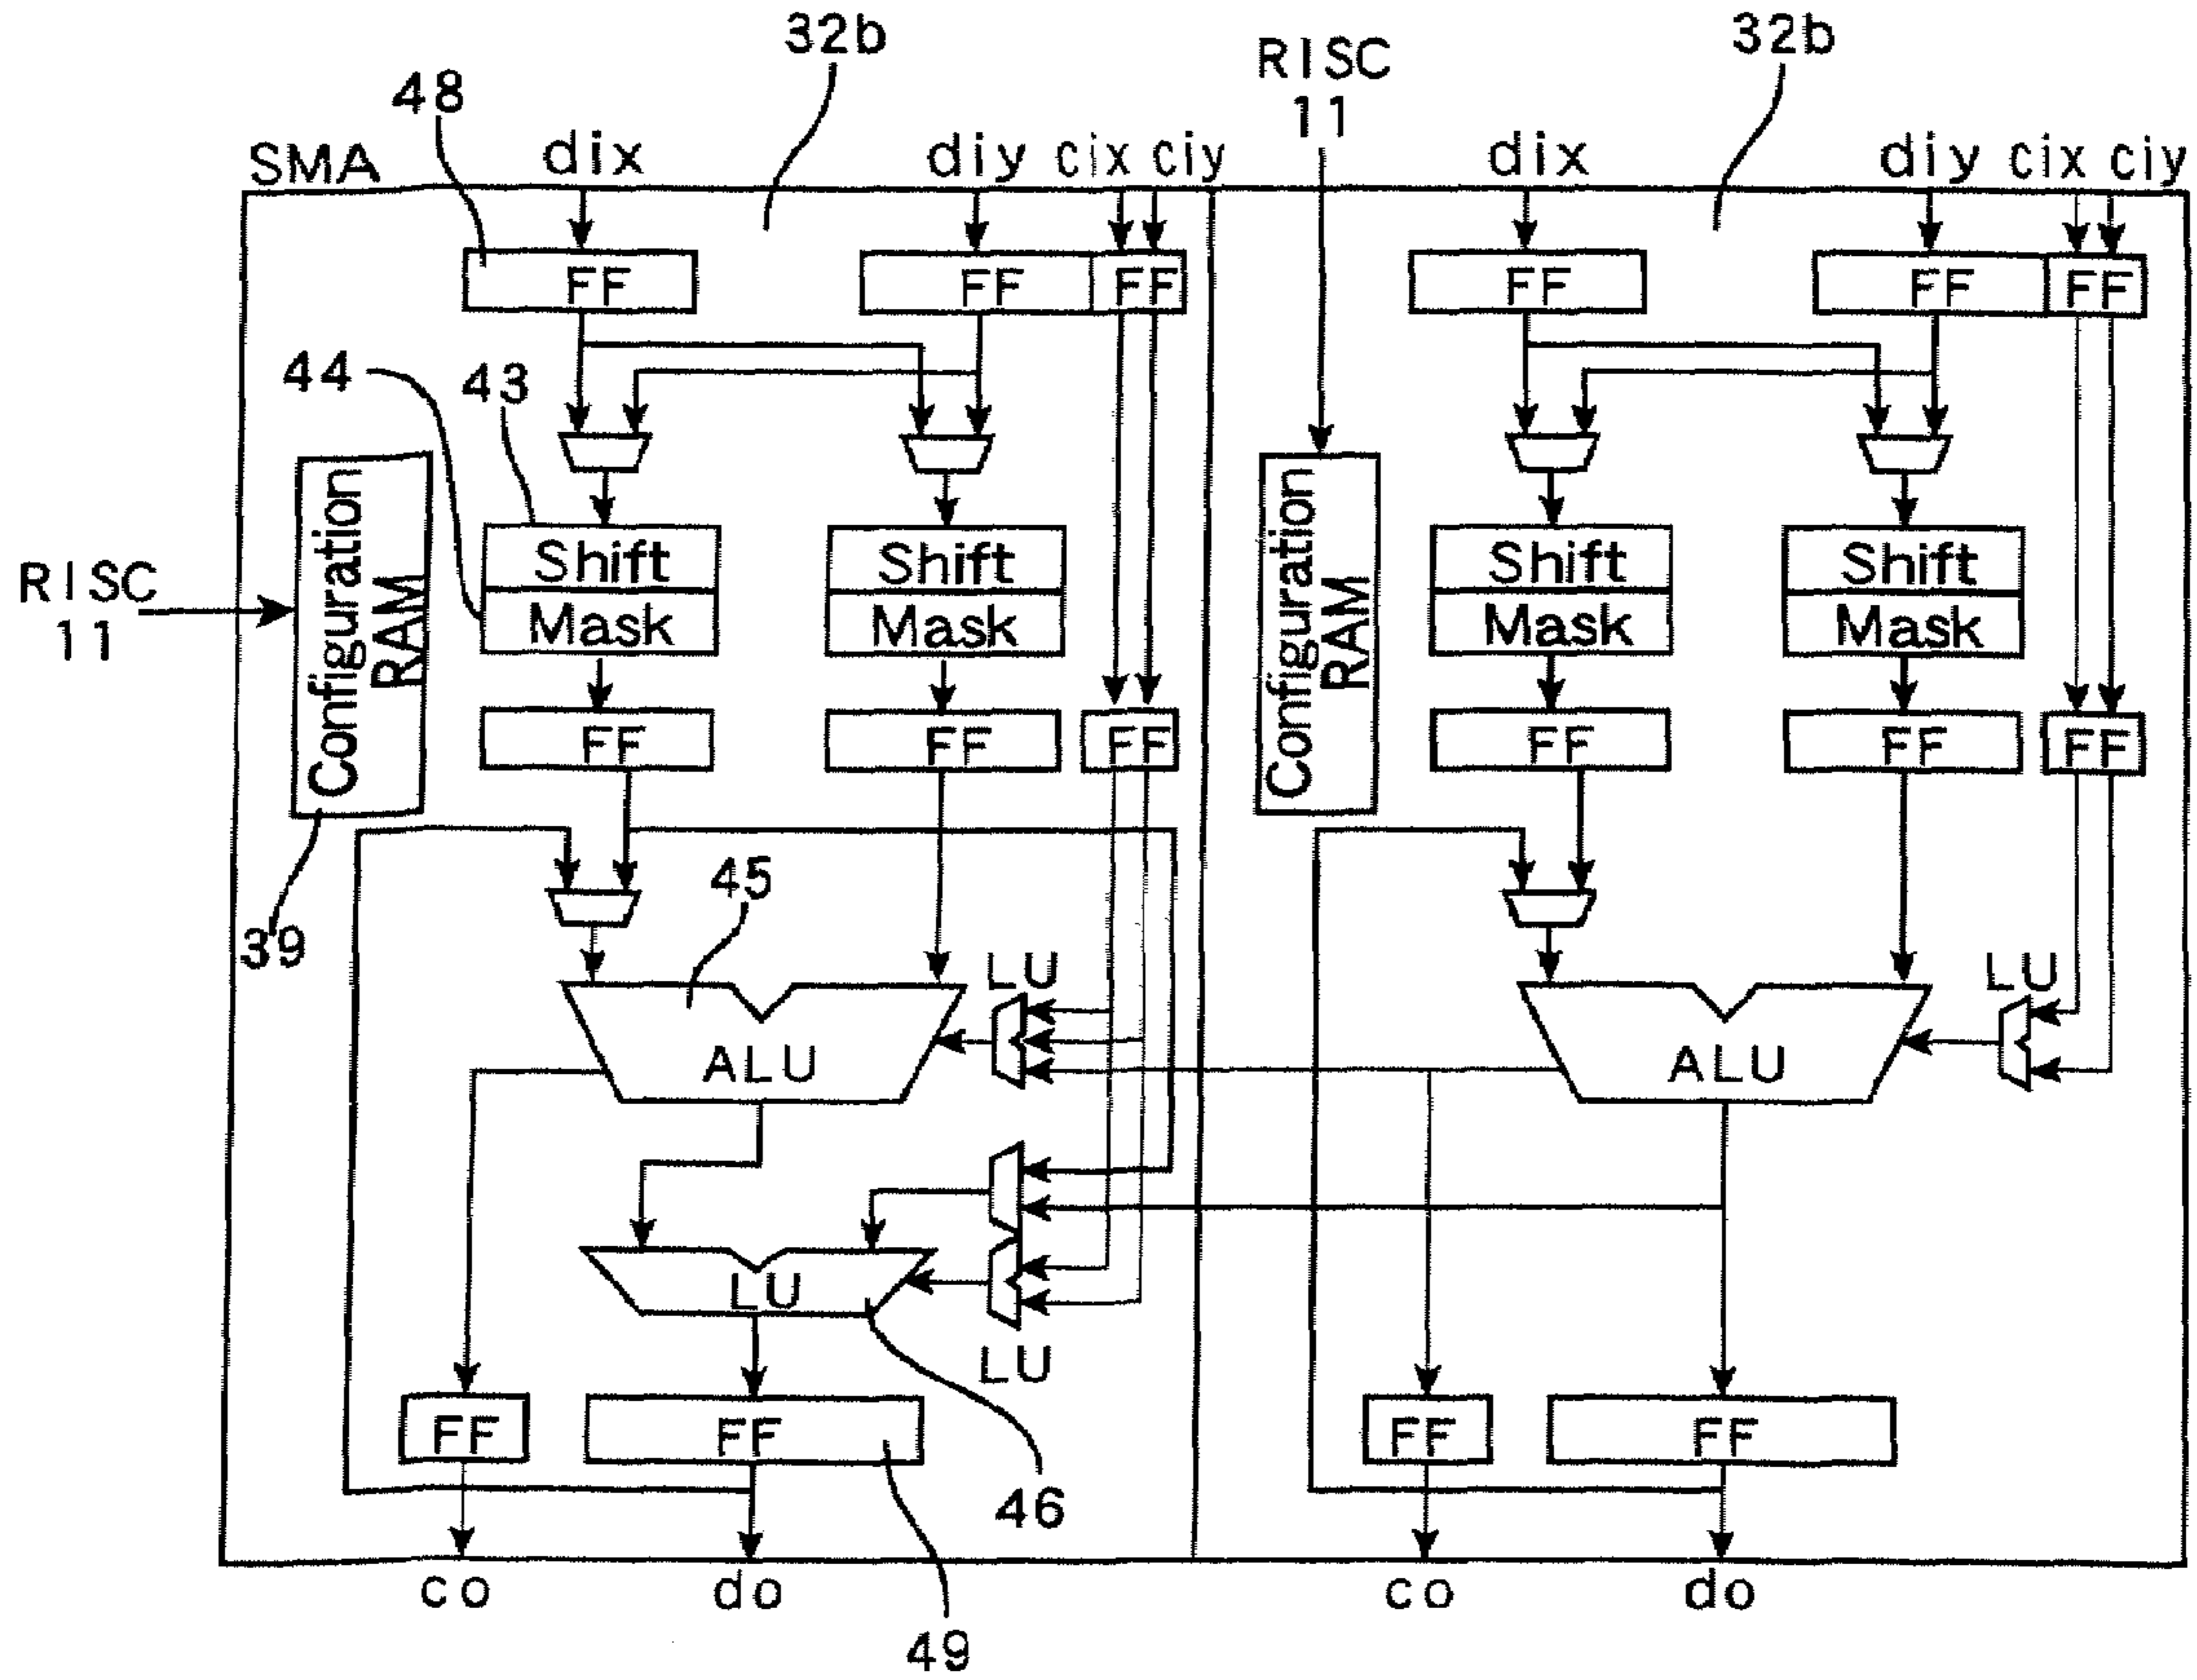 32b
RISC
11
32b
48
SMA
dix
diy
cix
ciy
dix
diy
cix
ciy
FF
FF
FF
FF
FF
FF
44
43
Configuration
RAM
Shift
Mask
Shift
Mask
Configuration
RAM
Shift
Mask
Shift
Mask
RISC
11
FF
FF
FF
FF
FF
FF
39
45
LU
LU
ALU
ALU
LU
LU
FF
FF
FF
FF
46
co
do
co
do
49